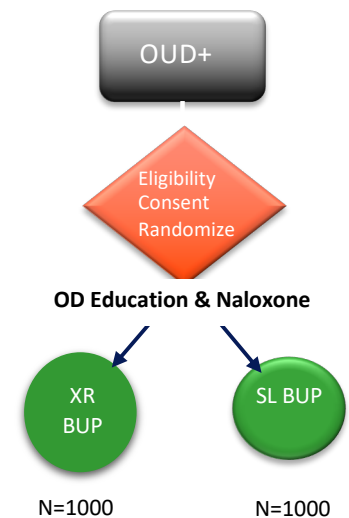 OUD+
Eligibility
Consent
Randomize
OD Education & Naloxone
XR
BUP
SL BUP
N=1000
N=1000